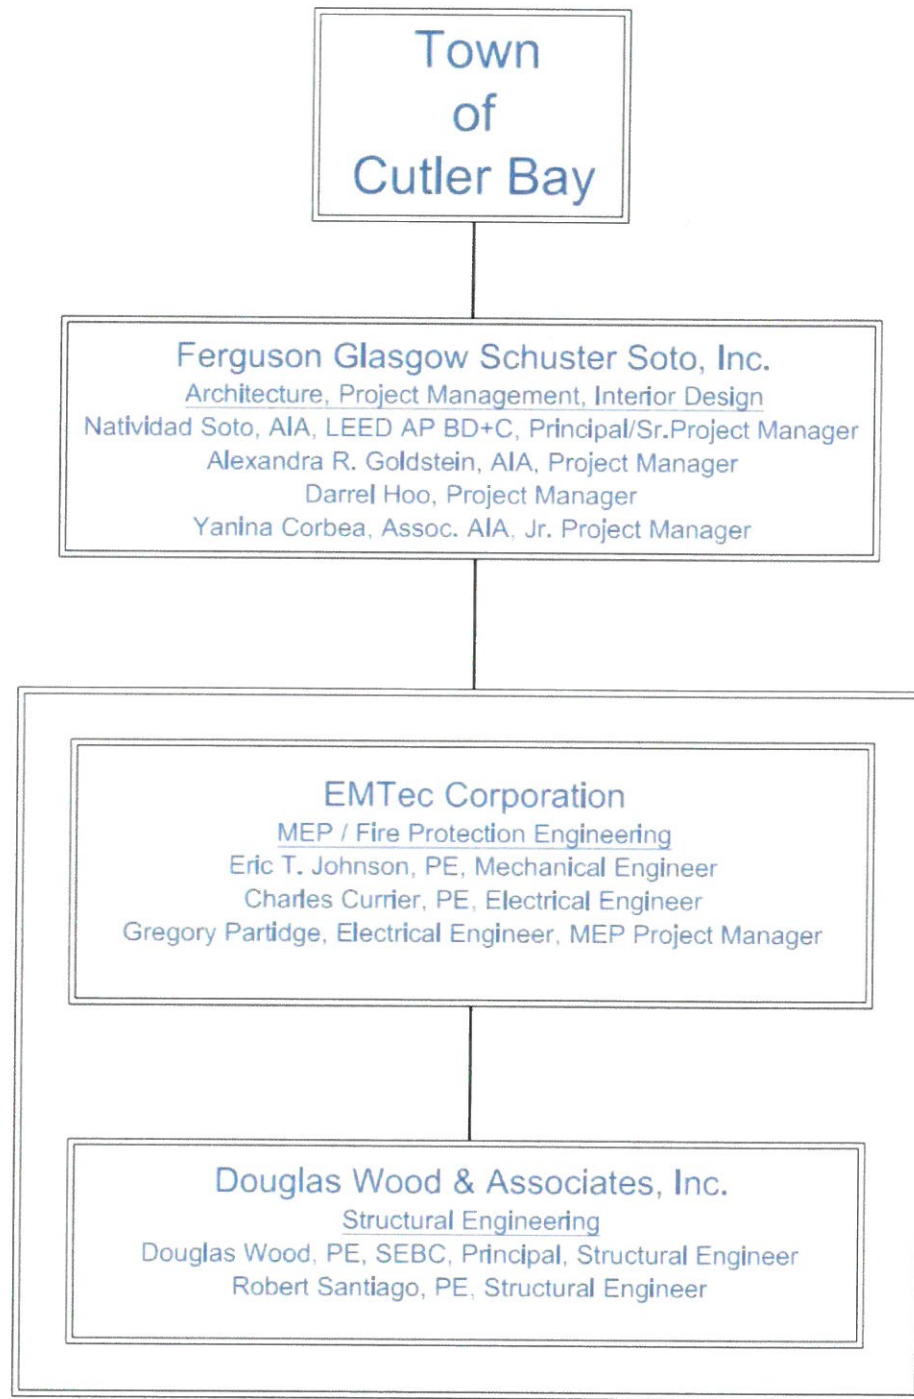 Town
of
Cutler Bay
Ferguson Glasgow Schuster Soto, Inc.
Architecture, Project Management, Interior Design
Natividad Soto, AIA, LEED AP BD+C, Principal/Sr.Project Manager
Alexandra R. Goldstein, AIA, Project Manager
Darrel Hoo, Project Manager
Yanina Corbea, Assoc. AIA, Jr. Project Manager
EMTec Corporation
MEP / Fire Protection Engineering
Eric T. Johnson, PE, Mechanical Engineer
Charles Currier, PE, Electrical Engineer
Gregory Partidge, Electrical Engineer, MEP Project Manager
Douglas Wood & Associates, Inc.
Structural Engineering
Douglas Wood, PE, SEBC, Principal, Structural Engineer
Robert Santiago, PE, Structural Engineer